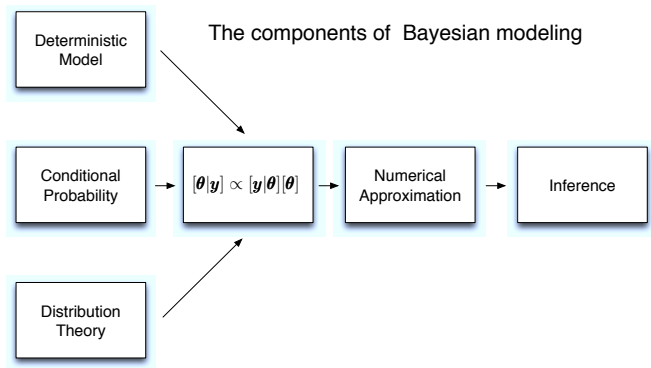 The components of Bayesian modeling
Deterministic
Model
Conditional
Probability
[θ|y] ∝ [y|θ][θ]
Numerical
Approximation
Inference
Distribution
Theory